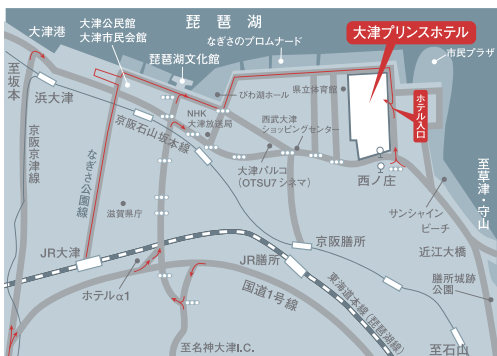 大津港
大津公民館
大津市民会館
琵琶湖
琵琶湖文化館
なぎさのプロムナード
大津プリンスホテル
市民プラザ
至坂本
浜大津
びわ湖ホール
県立体育館
ホテル入口
NHK
大津放送局
西武大津
ショッピングセンター
京阪石山坂本線
京阪京津線
なぎさ公園線
大津パルコ
(OTSU7シネマ)
西ノ庄
至草津・守山
滋賀県庁
サンシャイン
ビーチ
JR大津
京阪膳所
近江大橋
JR膳所
膳所城跡
公園
ホテルα1
国道1号線
東海道本線(琵琶湖線)
至名神大津I.C.
至石山